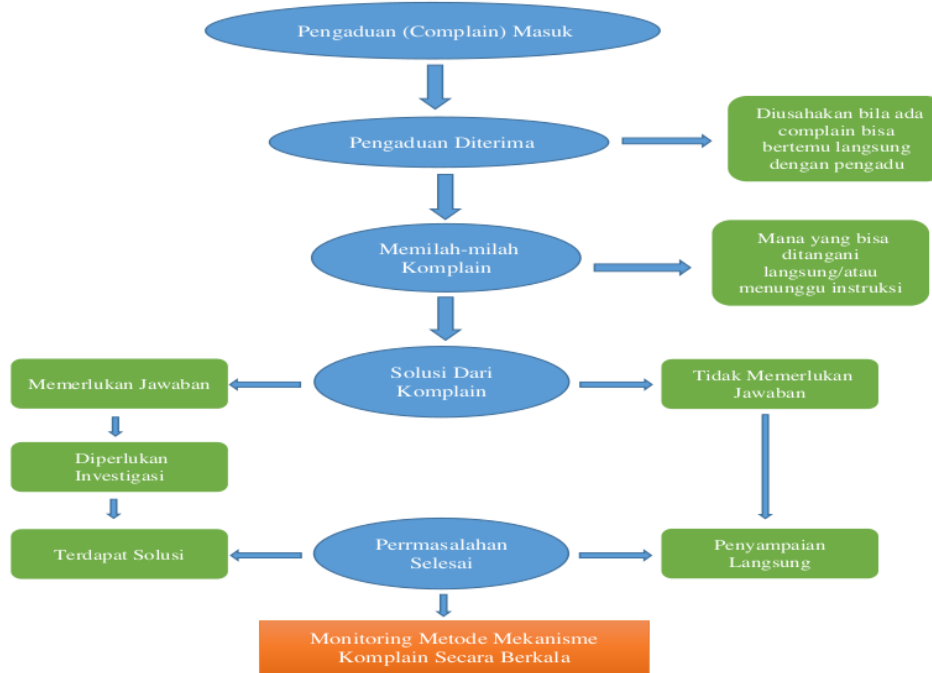 Pengaduan (Complain) Masuk
Pengaduan Diterima
Diusahakan bila ada
complain bisa
bertemu langsung
dengan pengadu
Memilah-milah
Komplain
Mana yang bisa
ditangani
langsung/atau
menunggu instruksi
Memerlukan Jawaban
Solusi Dari
Komplain
Tidak Memerlukan
Jawaban
Diperlukan
Investigasi
Terdapat Solusi
Perrmasalahan
Selesai
Penyampaian
Langsung
Monitoring Metode Mekanisme
Komplain Secara Berkala